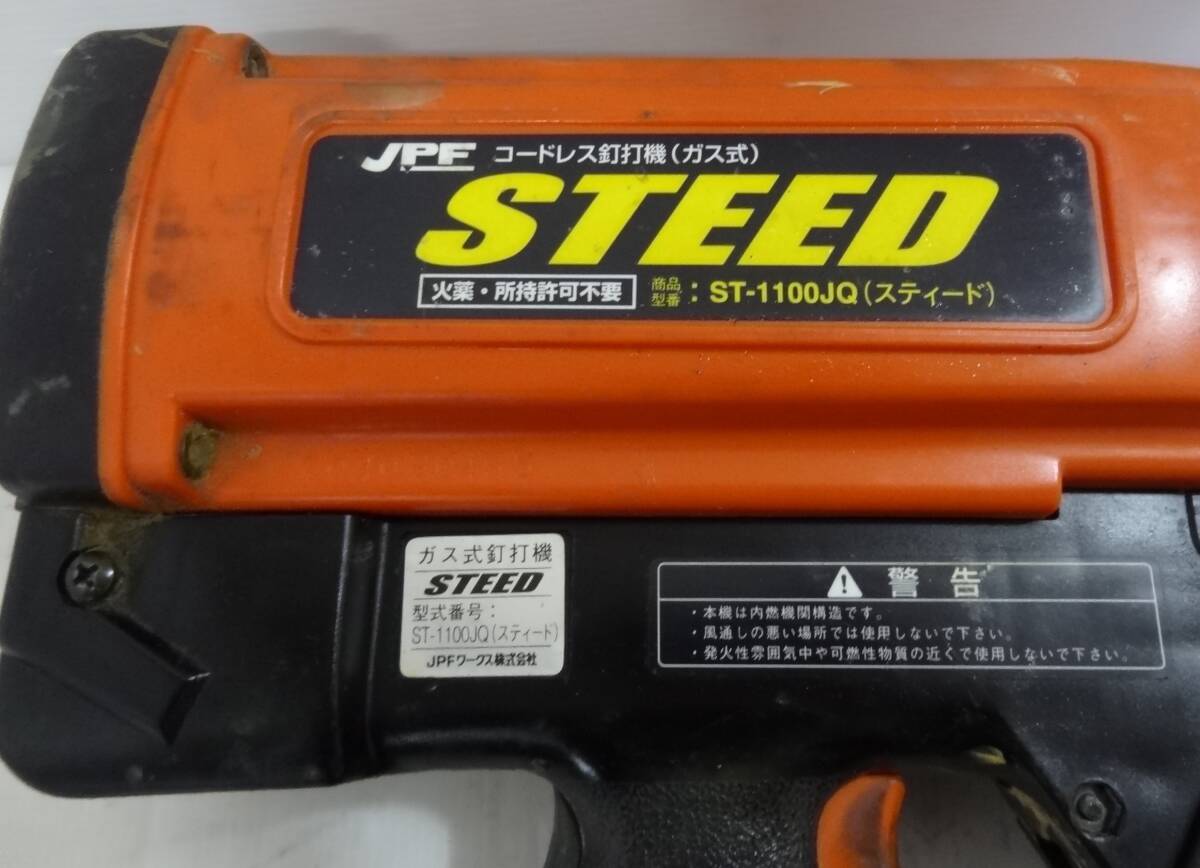 JPF コードレス釘打機（ガス式）
STEED
火薬・所持許可不要 商品型番：ST-1100JQ（スティード）
ガス式釘打機
STEED
型式番号：
ST-1100JQ（スティード）
JPFワークス株式会社
警告
・本機は内燃機関構造です。
・風通しの悪い場所では使用しないで下さい。
・発火性雰囲気中や可燃性物質の近くで使用しないで下さい。